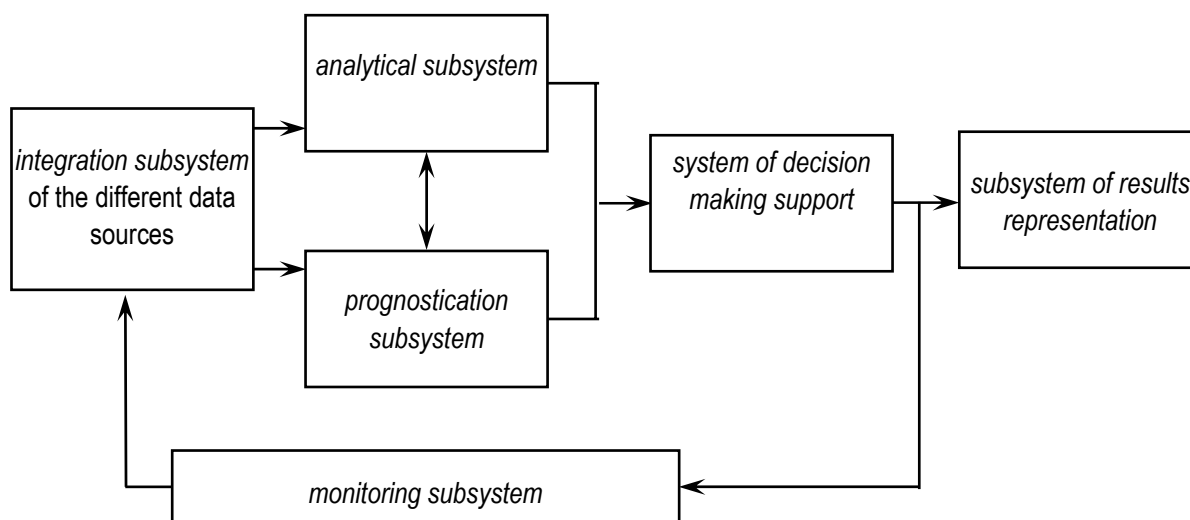 analytical subsystem
integration subsystem
of the different data
sources
prognostication
subsystem
system of decision
making support
subsystem of results
representation
monitoring subsystem